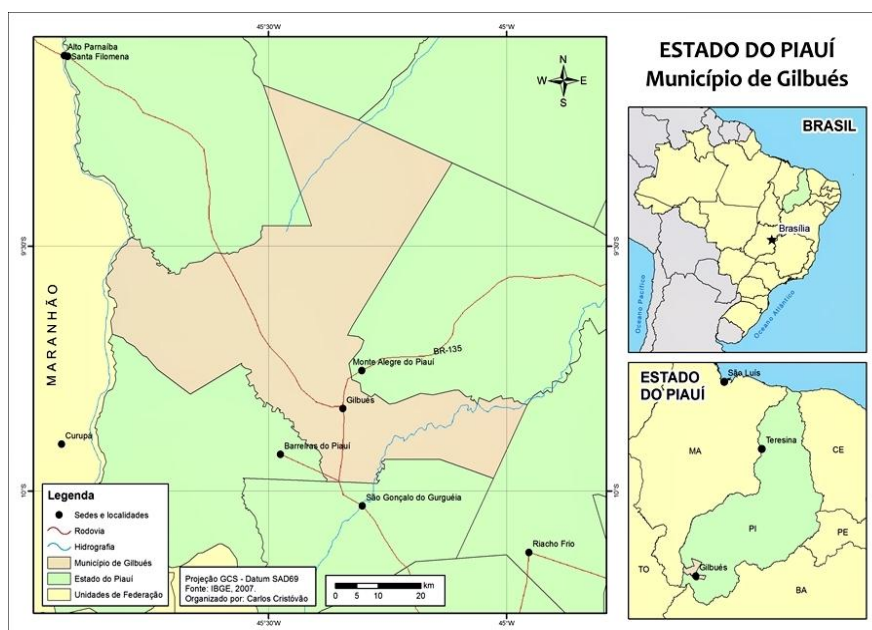 45°30'W
45°W
Alto Parnaíba
Santa Filomena
N
W E
S
9°30'S
9°30'S
MARANHÃO
BR-135
Monte Alegre do Piauí
Gilbués
Curupá
Barreiras do Piauí
10°S
10°S
São Gonçalo do Gurguéia
Riacho Frio
Legenda
Sedes e localidades
Rodovia
Hidrografia
Município de Gilbués
Estado do Piauí
Unidades de Federação
Projeção GCS - Datum SAD69
Fonte: IBGE, 2007.
Organizado por: Carlos Cristóvão
0 5 10 20
km
45°30'W
45°W
ESTADO DO PIAUÍ
Município de Gilbués
BRASIL
Brasília
Oceano Pacífico
Oceano Atlântico
ESTADO
DO PIAUÍ
São Luís
Teresina
MA
CE
PI
PE
TO
Gilbués
BA